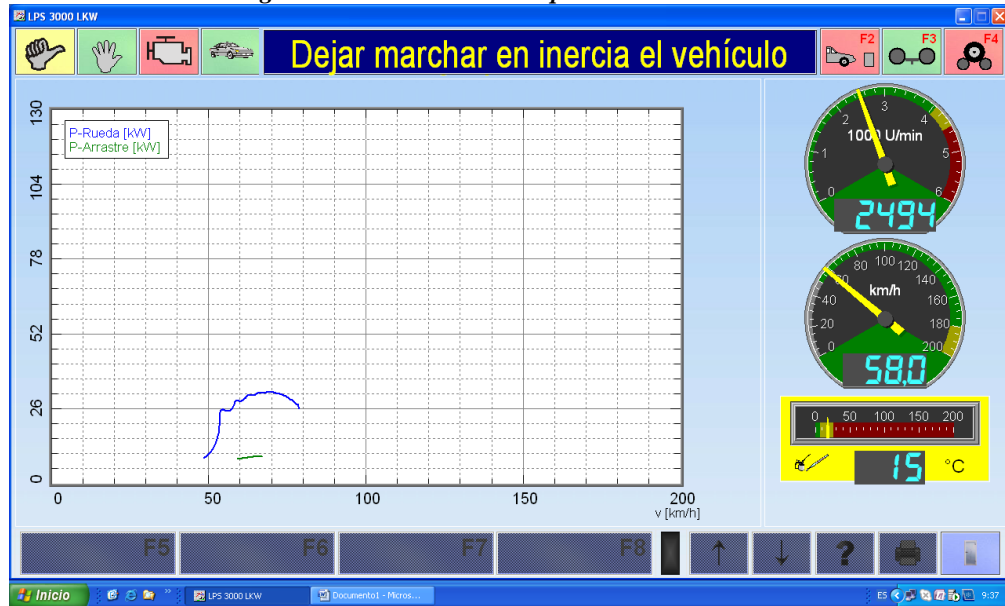 LPS 3000 LKW
Dejar marchar en inercia el vehículo
F2
F3
F4
P-Rueda [kW]
P-Arrastre [kW]
130
104
78
52
26
0
0 50 100 150 200
v [km/h]
0 1 2 3 4 5 6
1000 U/min
2494
0 20 40 60 80 100 120 140 160 180 200
km/h
58,0
0 50 100 150 200
15 °C
F5 F6 F7 F8
?
Inicio
LPS 3000 LKW
Documento1 - Micros...
ES
9:37